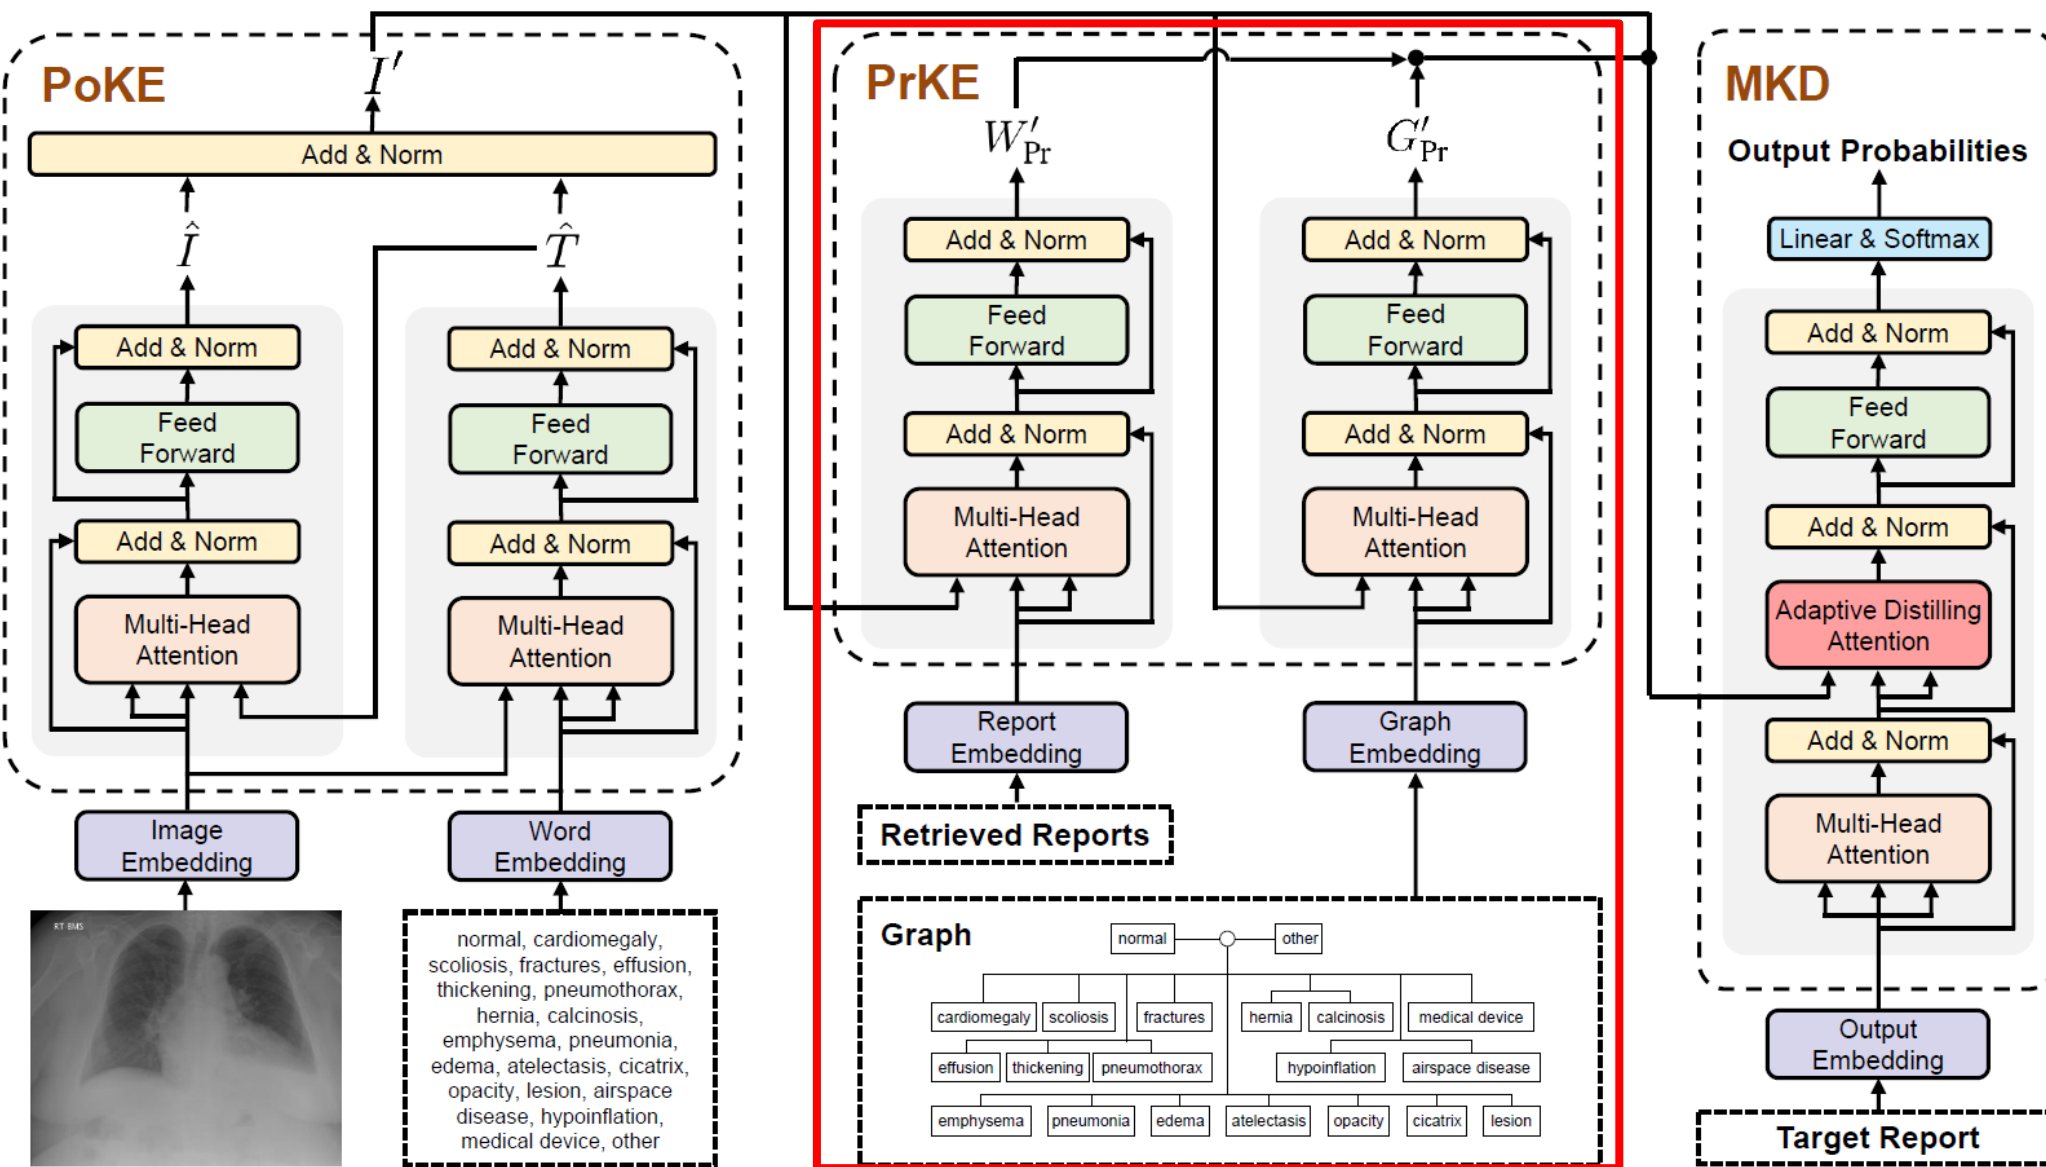 PoKE
I′
Add & Norm
Î
T̂
Add & Norm
Feed
Forward
Add & Norm
Multi-Head
Attention
Add & Norm
Feed
Forward
Add & Norm
Multi-Head
Attention
Image
Embedding
Word
Embedding
RT BMS
normal, cardiomegaly,
scoliosis, fractures, effusion,
thickening, pneumothorax,
hernia, calcinosis,
emphysema, pneumonia,
edema, atelectasis, cicatrix,
opacity, lesion, airspace
disease, hypoinflation,
medical device, other
PrKE
W′Pr
G′Pr
Add & Norm
Feed
Forward
Add & Norm
Multi-Head
Attention
Add & Norm
Feed
Forward
Add & Norm
Multi-Head
Attention
Report
Embedding
Graph
Embedding
Retrieved Reports
Graph
normal
other
cardiomegaly
scoliosis
fractures
hernia
calcinosis
medical device
effusion
thickening
pneumothorax
hypoinflation
airspace disease
emphysema
pneumonia
edema
atelectasis
opacity
cicatrix
lesion
MKD
Output Probabilities
Linear & Softmax
Add & Norm
Feed
Forward
Add & Norm
Adaptive Distilling
Attention
Add & Norm
Multi-Head
Attention
Output
Embedding
Target Report